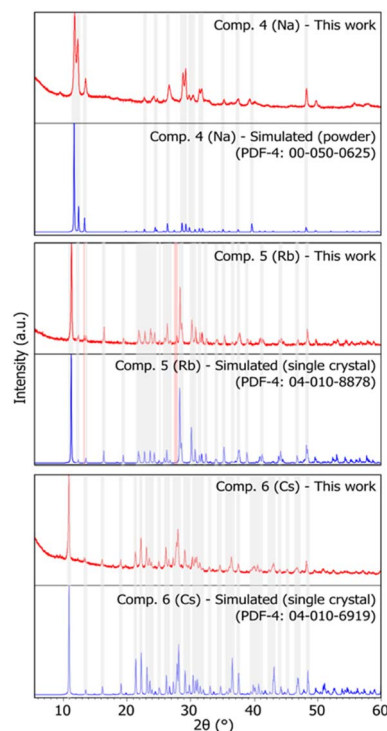 Comp. 4 (Na) - This work
Comp. 4 (Na) - Simulated (powder)
(PDF-4: 00-050-0625)
Comp. 5 (Rb) - This work
Comp. 5 (Rb) - Simulated (single crystal)
(PDF-4: 04-010-8878)
Comp. 6 (Cs) - This work
Comp. 6 (Cs) - Simulated (single crystal)
(PDF-4: 04-010-6919)
Intensity (a.u.)
10 20 30 40 50 60
2θ (°)